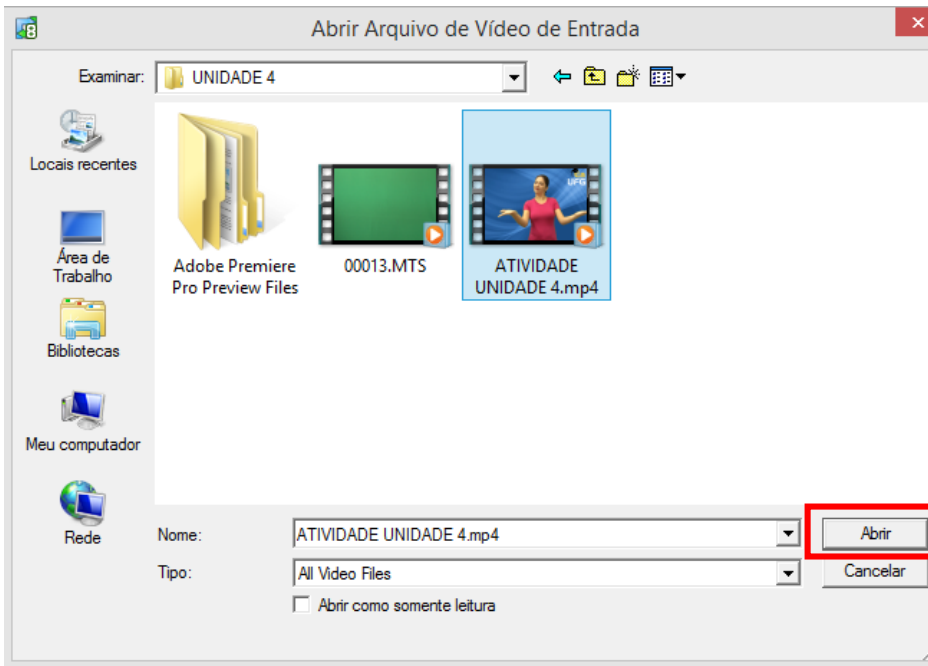 Abrir Arquivo de Vídeo de Entrada
Examinar:
UNIDADE 4
Locais recentes
Área de
Trabalho
Bibliotecas
Meu computador
Rede
Adobe Premiere
Pro Preview Files
00013.MTS
UFG
ATIVIDADE
UNIDADE 4.mp4
Nome:
ATIVIDADE UNIDADE 4.mp4
Abrir
Tipo:
All Video Files
Cancelar
Abrir como somente leitura